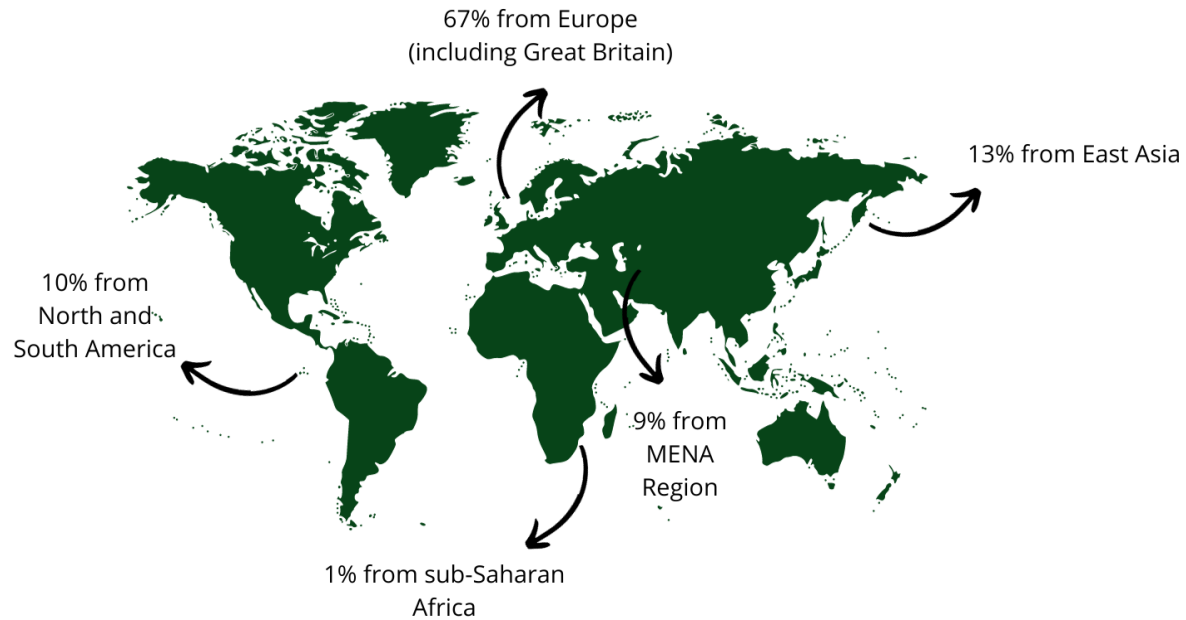 67% from Europe
(including Great Britain)
13% from East Asia
10% from
North and
South America
9% from
MENA
Region
1% from sub-Saharan
Africa